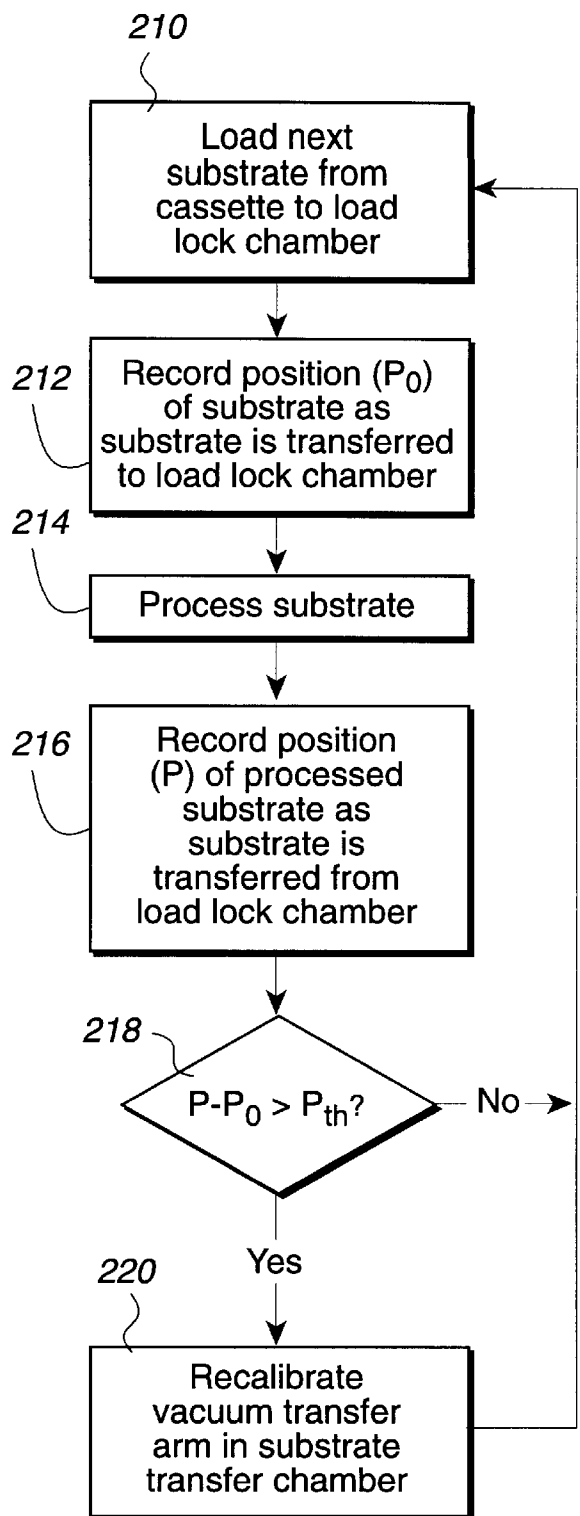 210
Load next
substrate from
cassette to load
lock chamber
212
Record position (P₀)
of substrate as
substrate is transferred
to load lock chamber
214
Process substrate
216
Record position
(P) of processed
substrate as
substrate is
transferred from
load lock chamber
218
P-P₀ > Pth?
No
Yes
220
Recalibrate
vacuum transfer
arm in substrate
transfer chamber